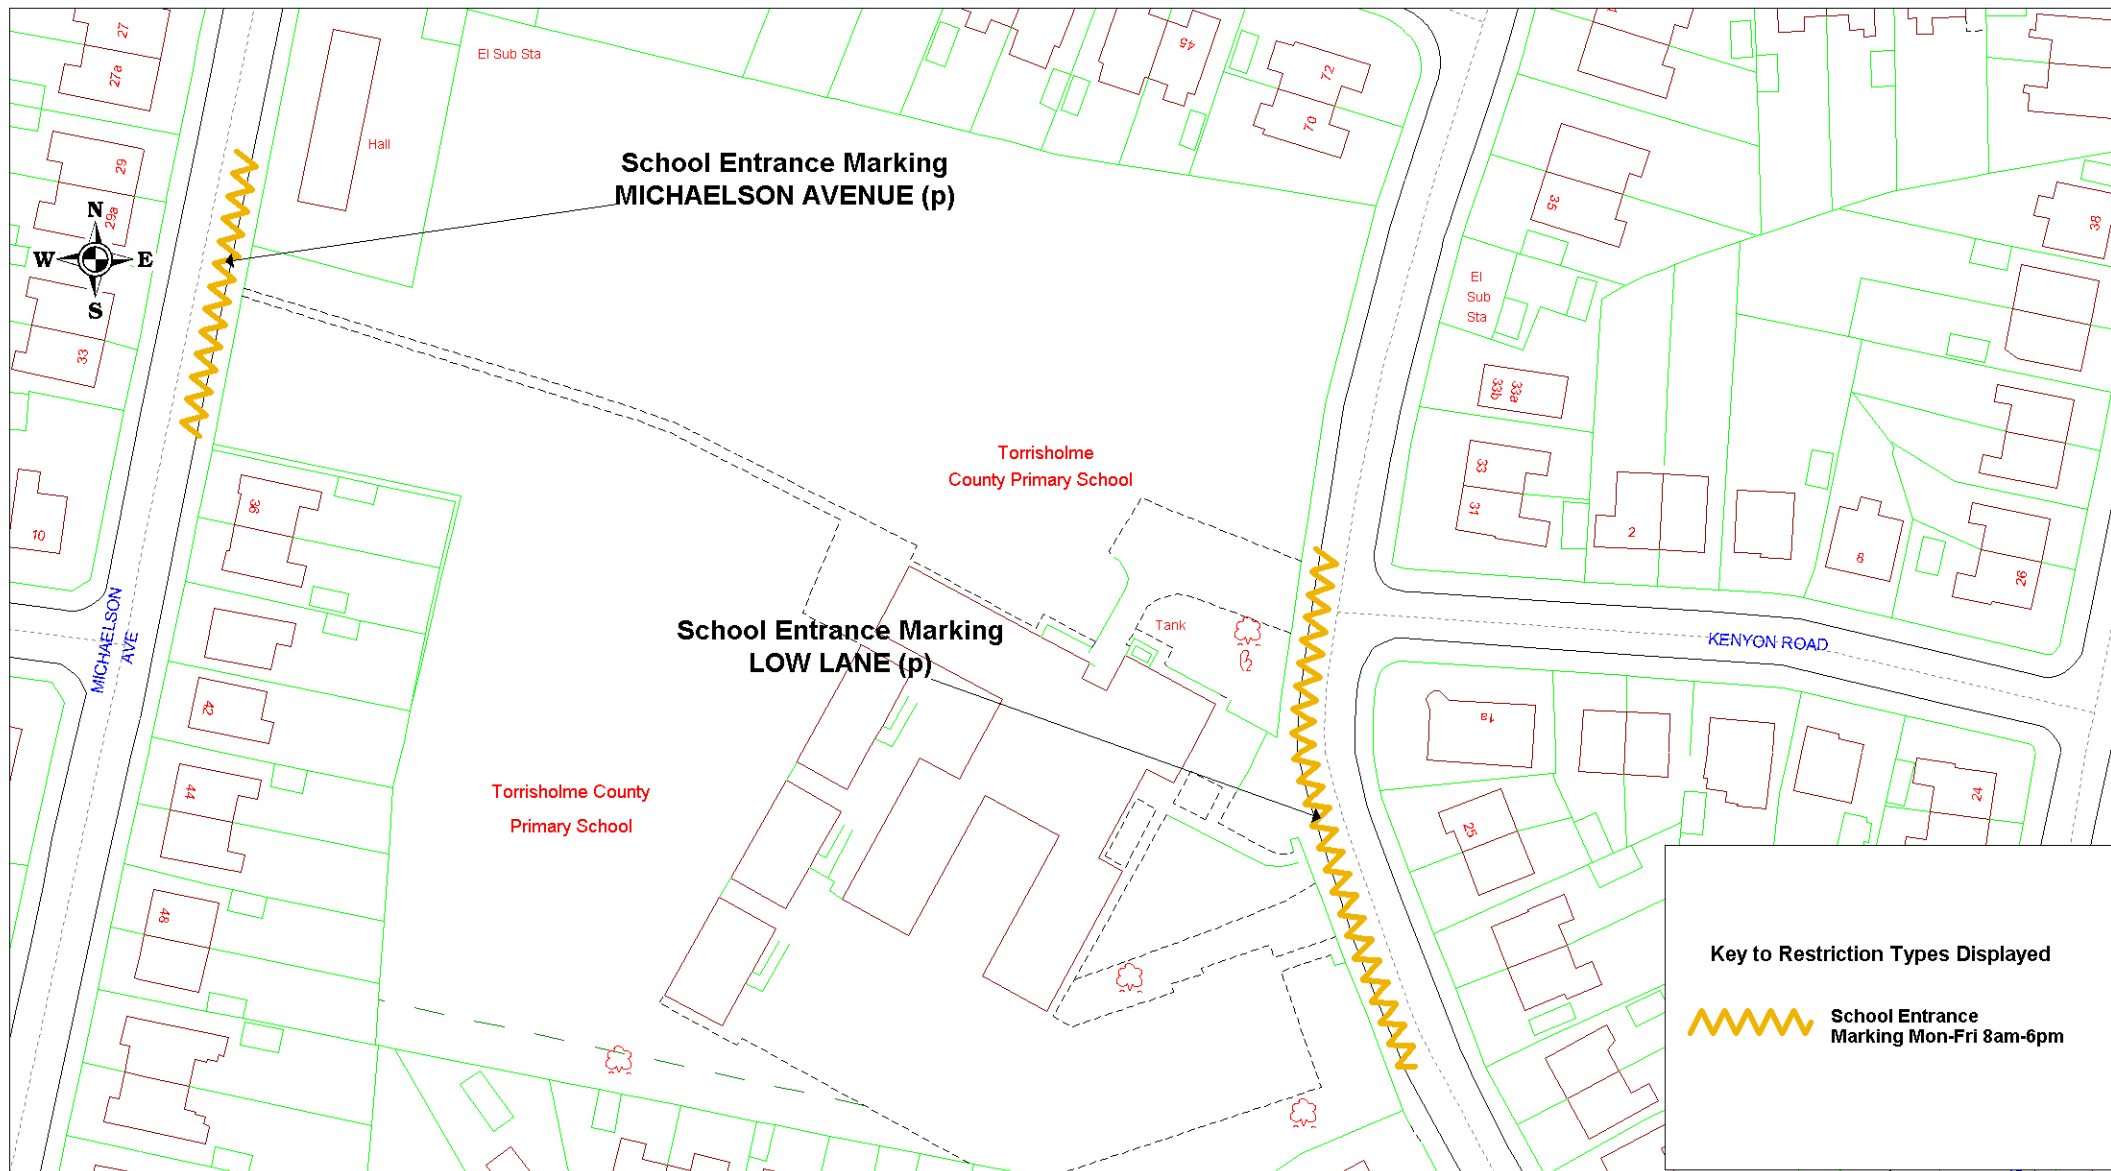 27
27a
El Sub Sta
45
72
70
Hall
29
29a
School Entrance Marking
MICHAELSON AVENUE (p)
N
W E
S
35
38
El
Sub
Sta
33
33b
33a
Torrisholme
County Primary School
33
31
36
10
2
8
26
MICHAELSON
AVE
School Entrance Marking
LOW LANE (p)
Tank
KENYON ROAD
42
1a
44
Torrisholme County
Primary School
25
24
48
Key to Restriction Types Displayed
School Entrance
Marking Mon-Fri 8am-6pm